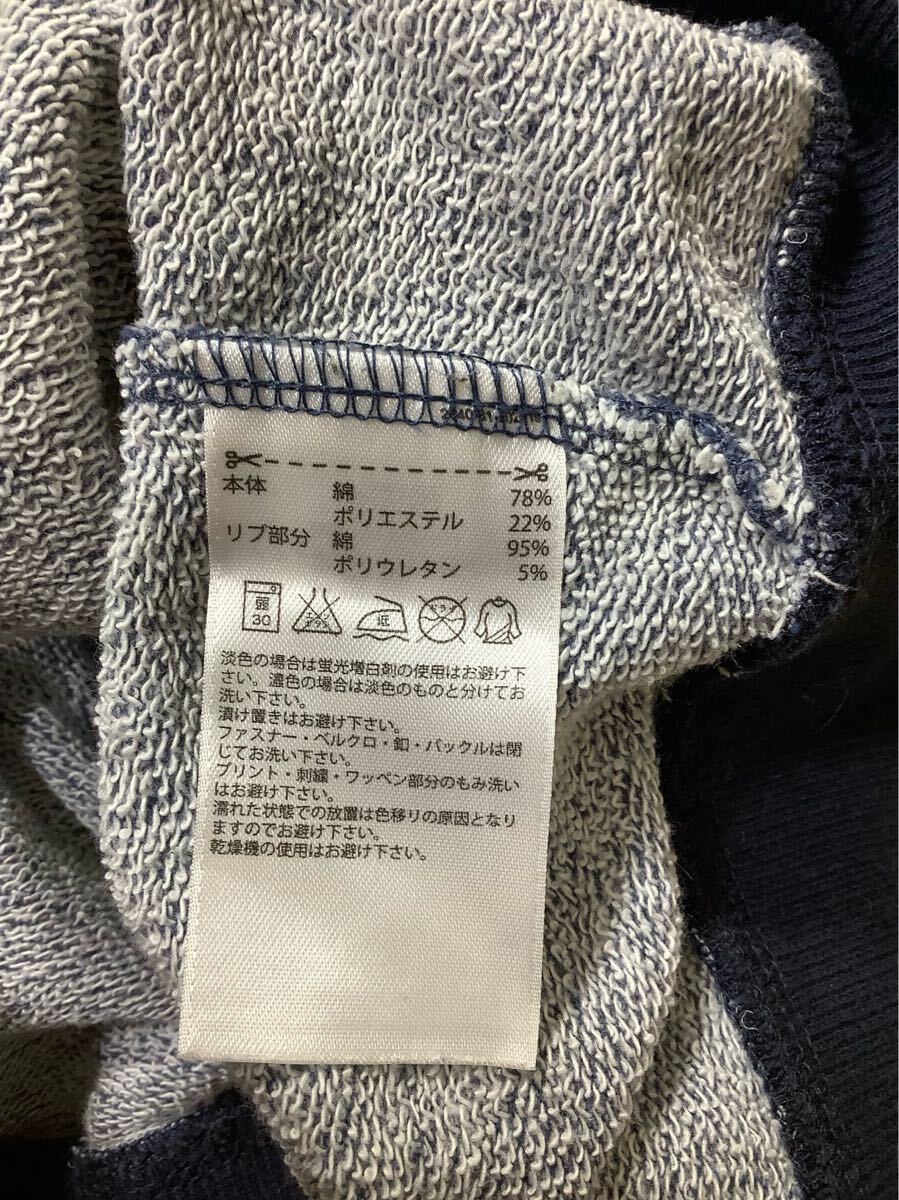 本体 綿 78%
ポリエステル 22%
リブ部分 綿 95%
ポリウレタン 5%
弱 30 低
淡色の場合は蛍光増白剤の使用はお避け下
さい。濃色の場合は淡色のものと分けてお
洗い下さい。
漬け置きはお避け下さい。
ファスナー・ベルクロ・釦・バックルは閉
じてお洗い下さい。
プリント・刺繍・ワッペン部分のもみ洗い
はお避け下さい。
濡れた状態での放置は色移りの原因となり
ますのでお避け下さい。
乾燥機の使用はお避け下さい。